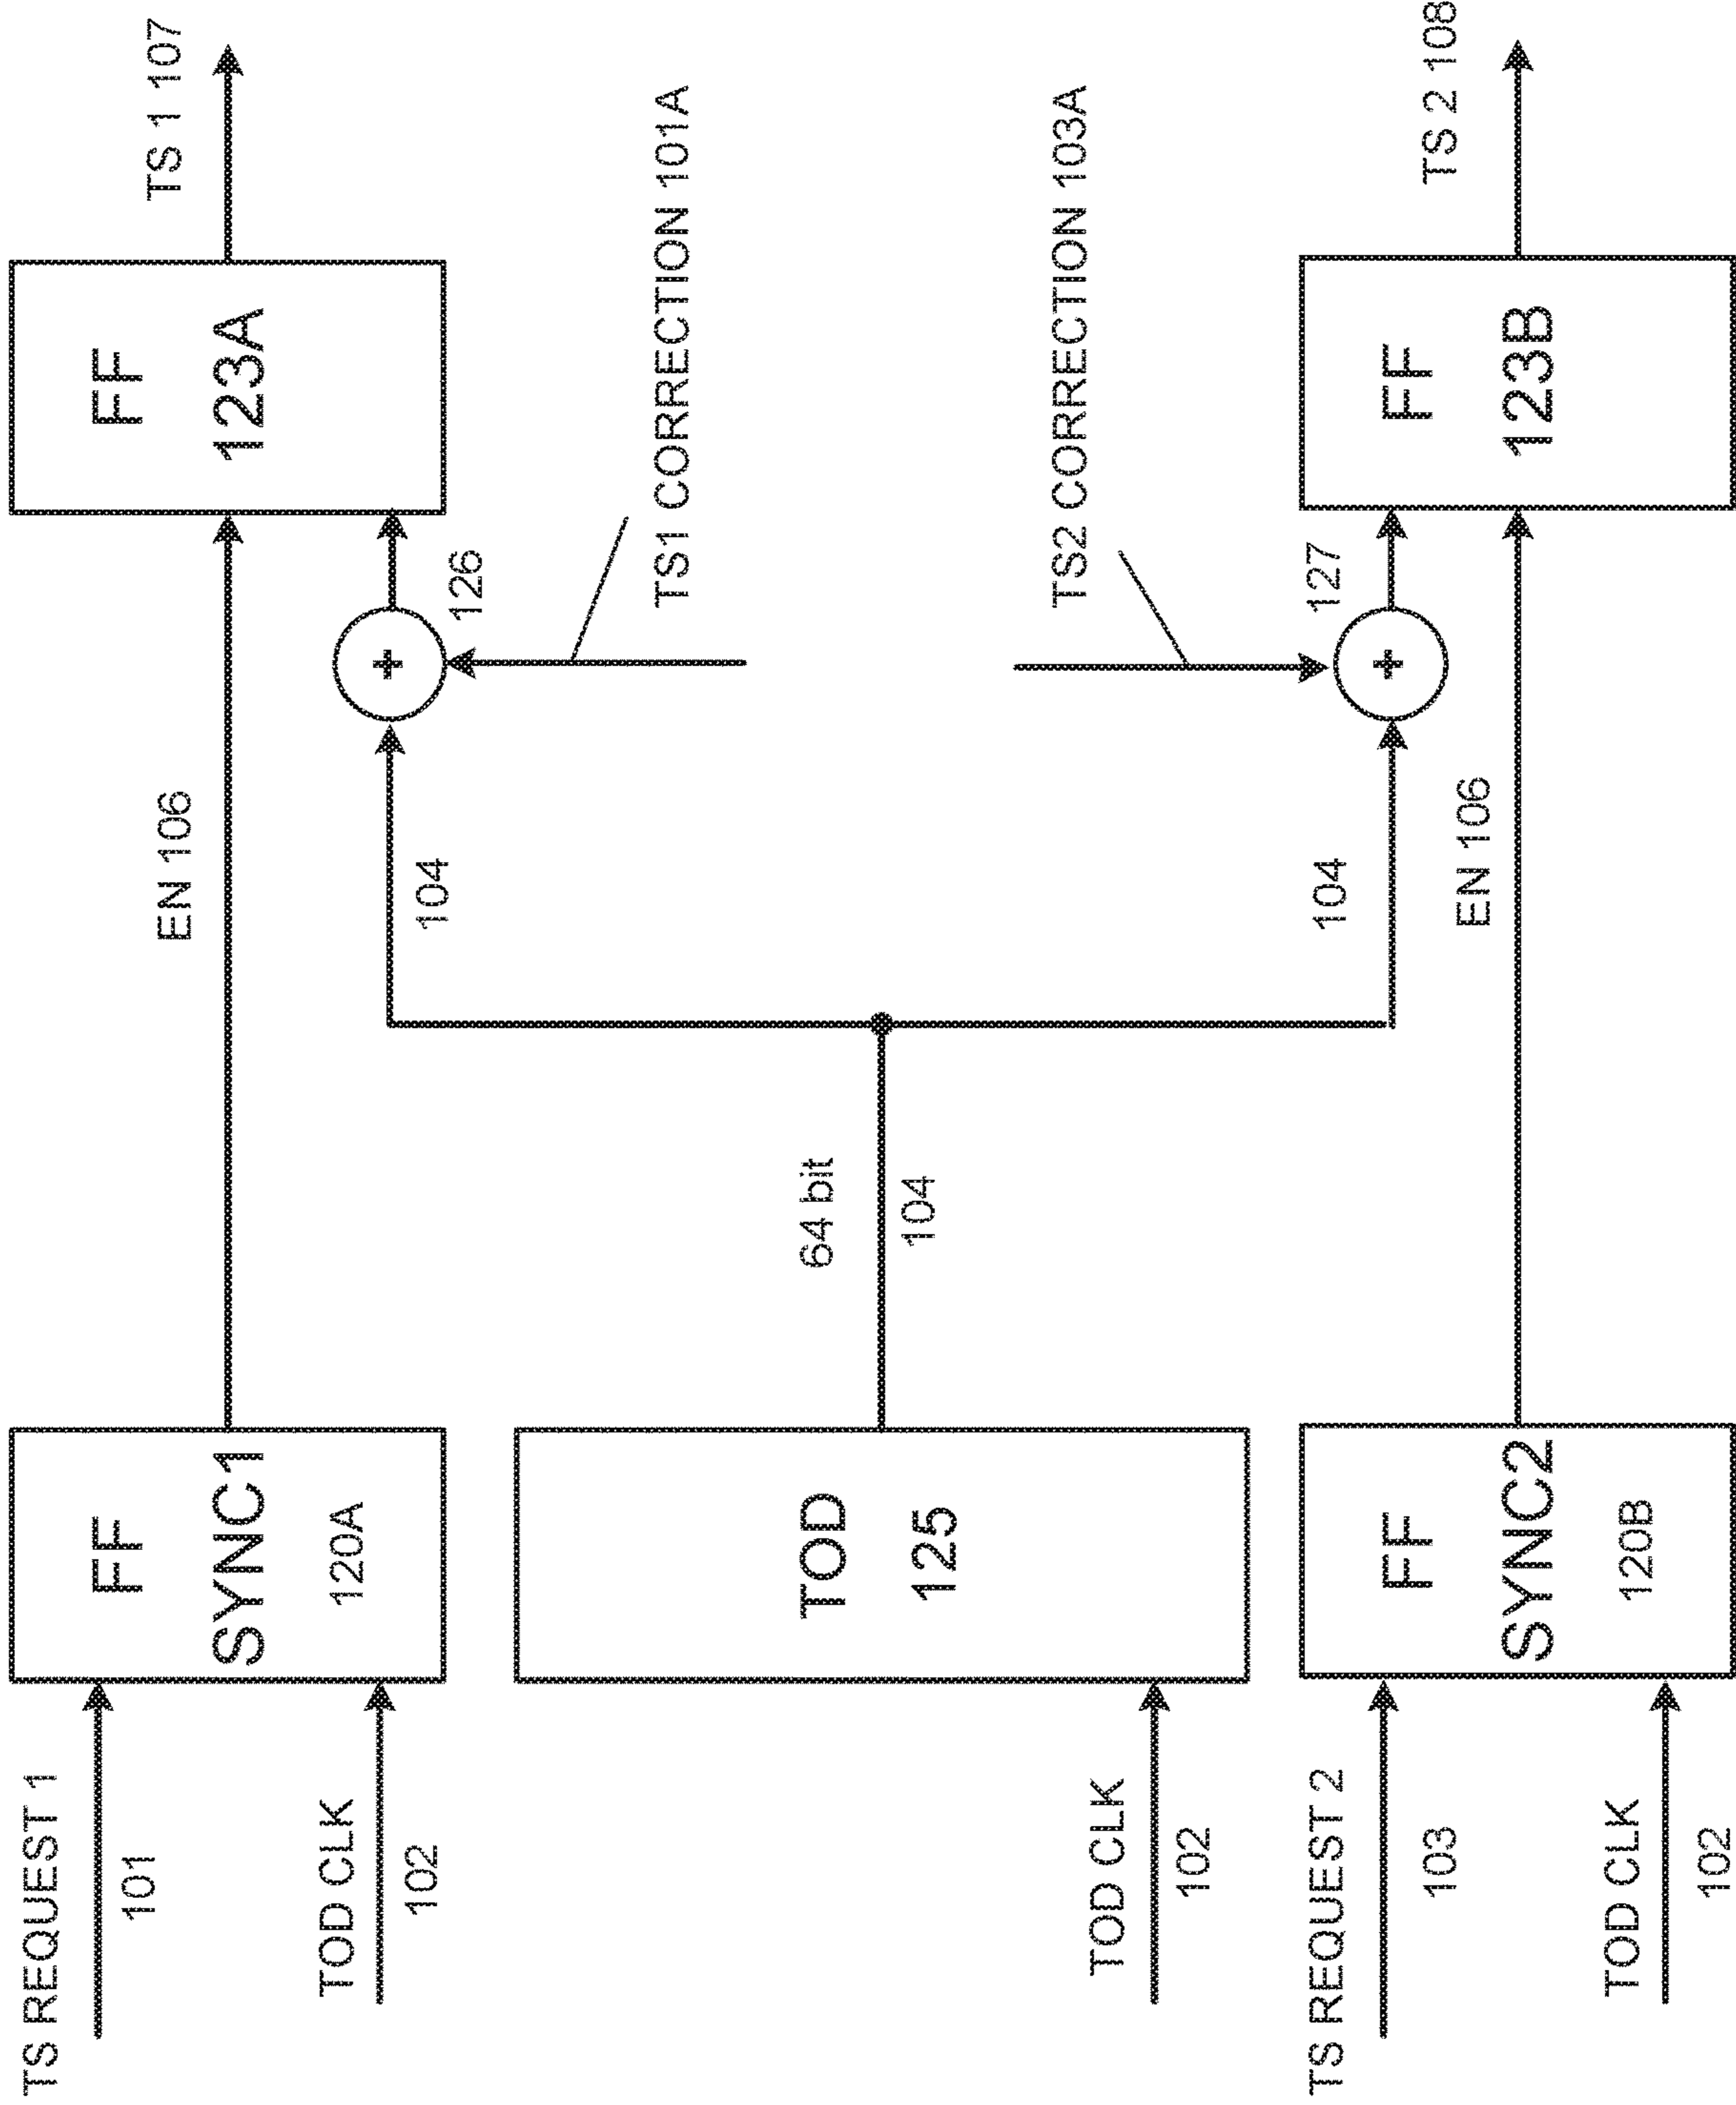 TS REQUEST 1
101
TOD CLK
102
FF
SYNC1
120A
EN 106
FF
123A
TS 1 107
104
126
TS1 CORRECTION 101A
TOD CLK
102
TOD
125
64 bit
104
TS2 CORRECTION 103A
104
127
TS REQUEST 2
103
TOD CLK
102
FF
SYNC2
120B
EN 106
FF
123B
TS 2 108
+
+